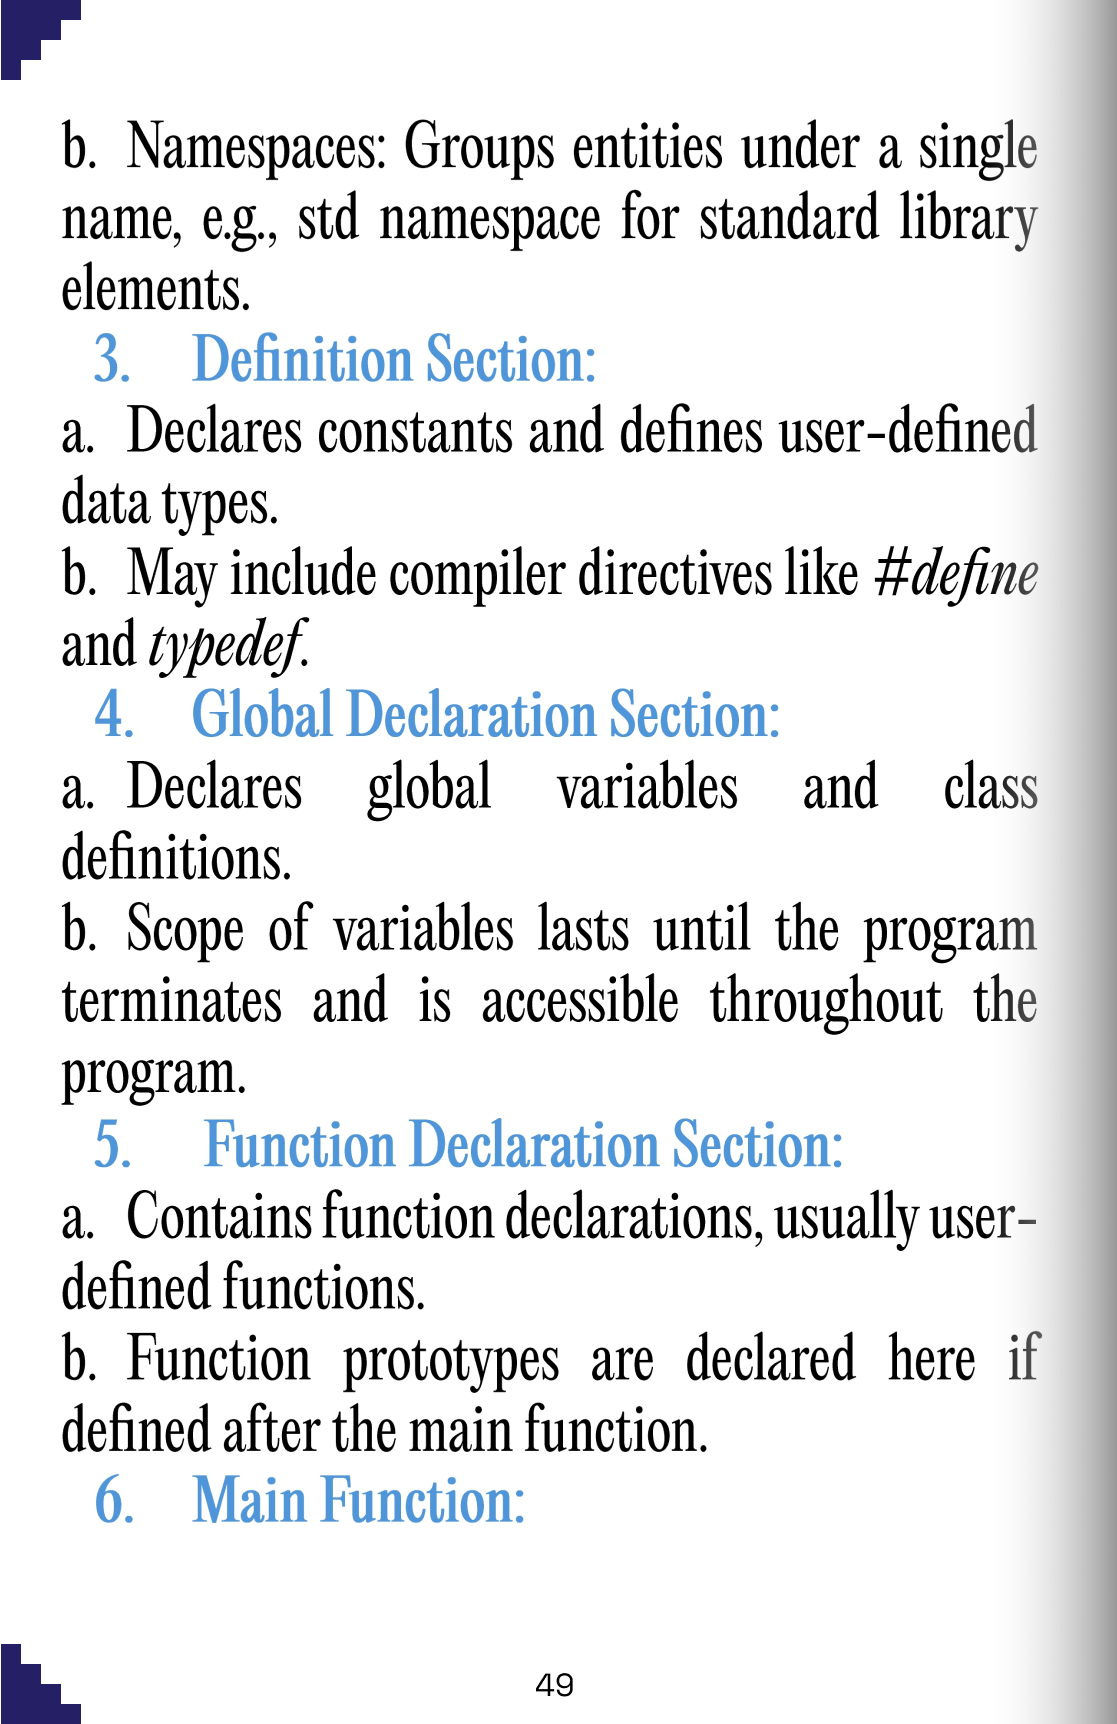 b. Namespaces: Groups entities under a single
name, e.g., std namespace for standard library
elements.
3. Definition Section:
a. Declares constants and defines user-defined
data types.
b. May include compiler directives like #define
and typedef.
4. Global Declaration Section:
a. Declares global variables and class
definitions.
b. Scope of variables lasts until the program
terminates and is accessible throughout the
program.
5. Function Declaration Section:
a. Contains function declarations, usually user-
defined functions.
b. Function prototypes are declared here if
defined after the main function.
6. Main Function:
49